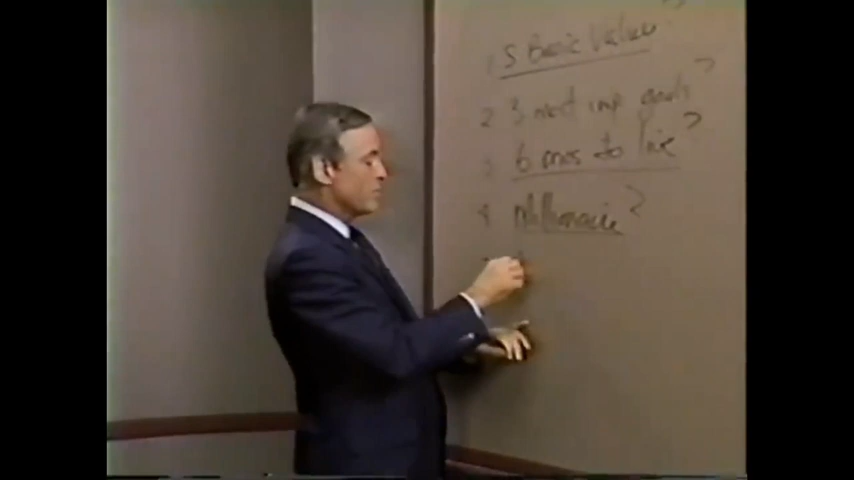 1 5 Basic Values?
2 3 most imp goals?
3 6 mos to live?
4 Millionaire?